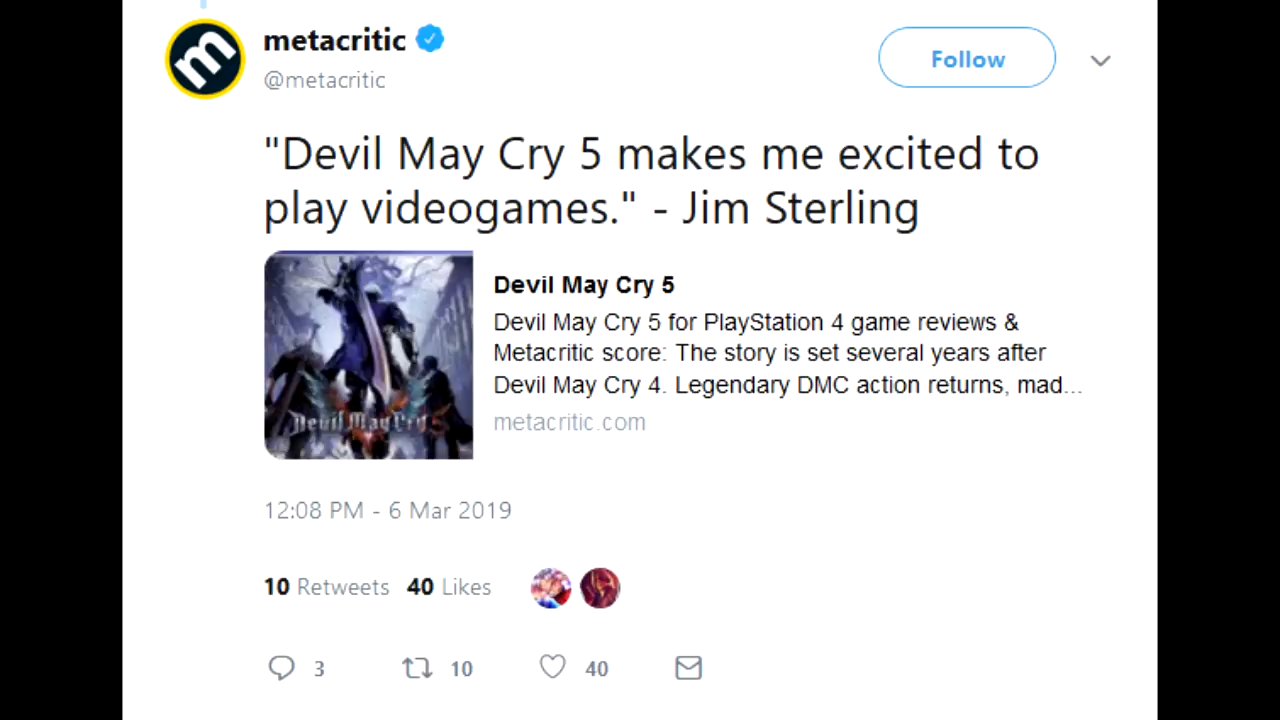 metacritic
@metacritic
Follow
"Devil May Cry 5 makes me excited to
play videogames." - Jim Sterling
Devil May Cry 5
Devil May Cry 5
Devil May Cry 5 for PlayStation 4 game reviews &
Metacritic score: The story is set several years after
Devil May Cry 4. Legendary DMC action returns, mad...
metacritic.com
12:08 PM - 6 Mar 2019
10 Retweets 40 Likes
3 10 40